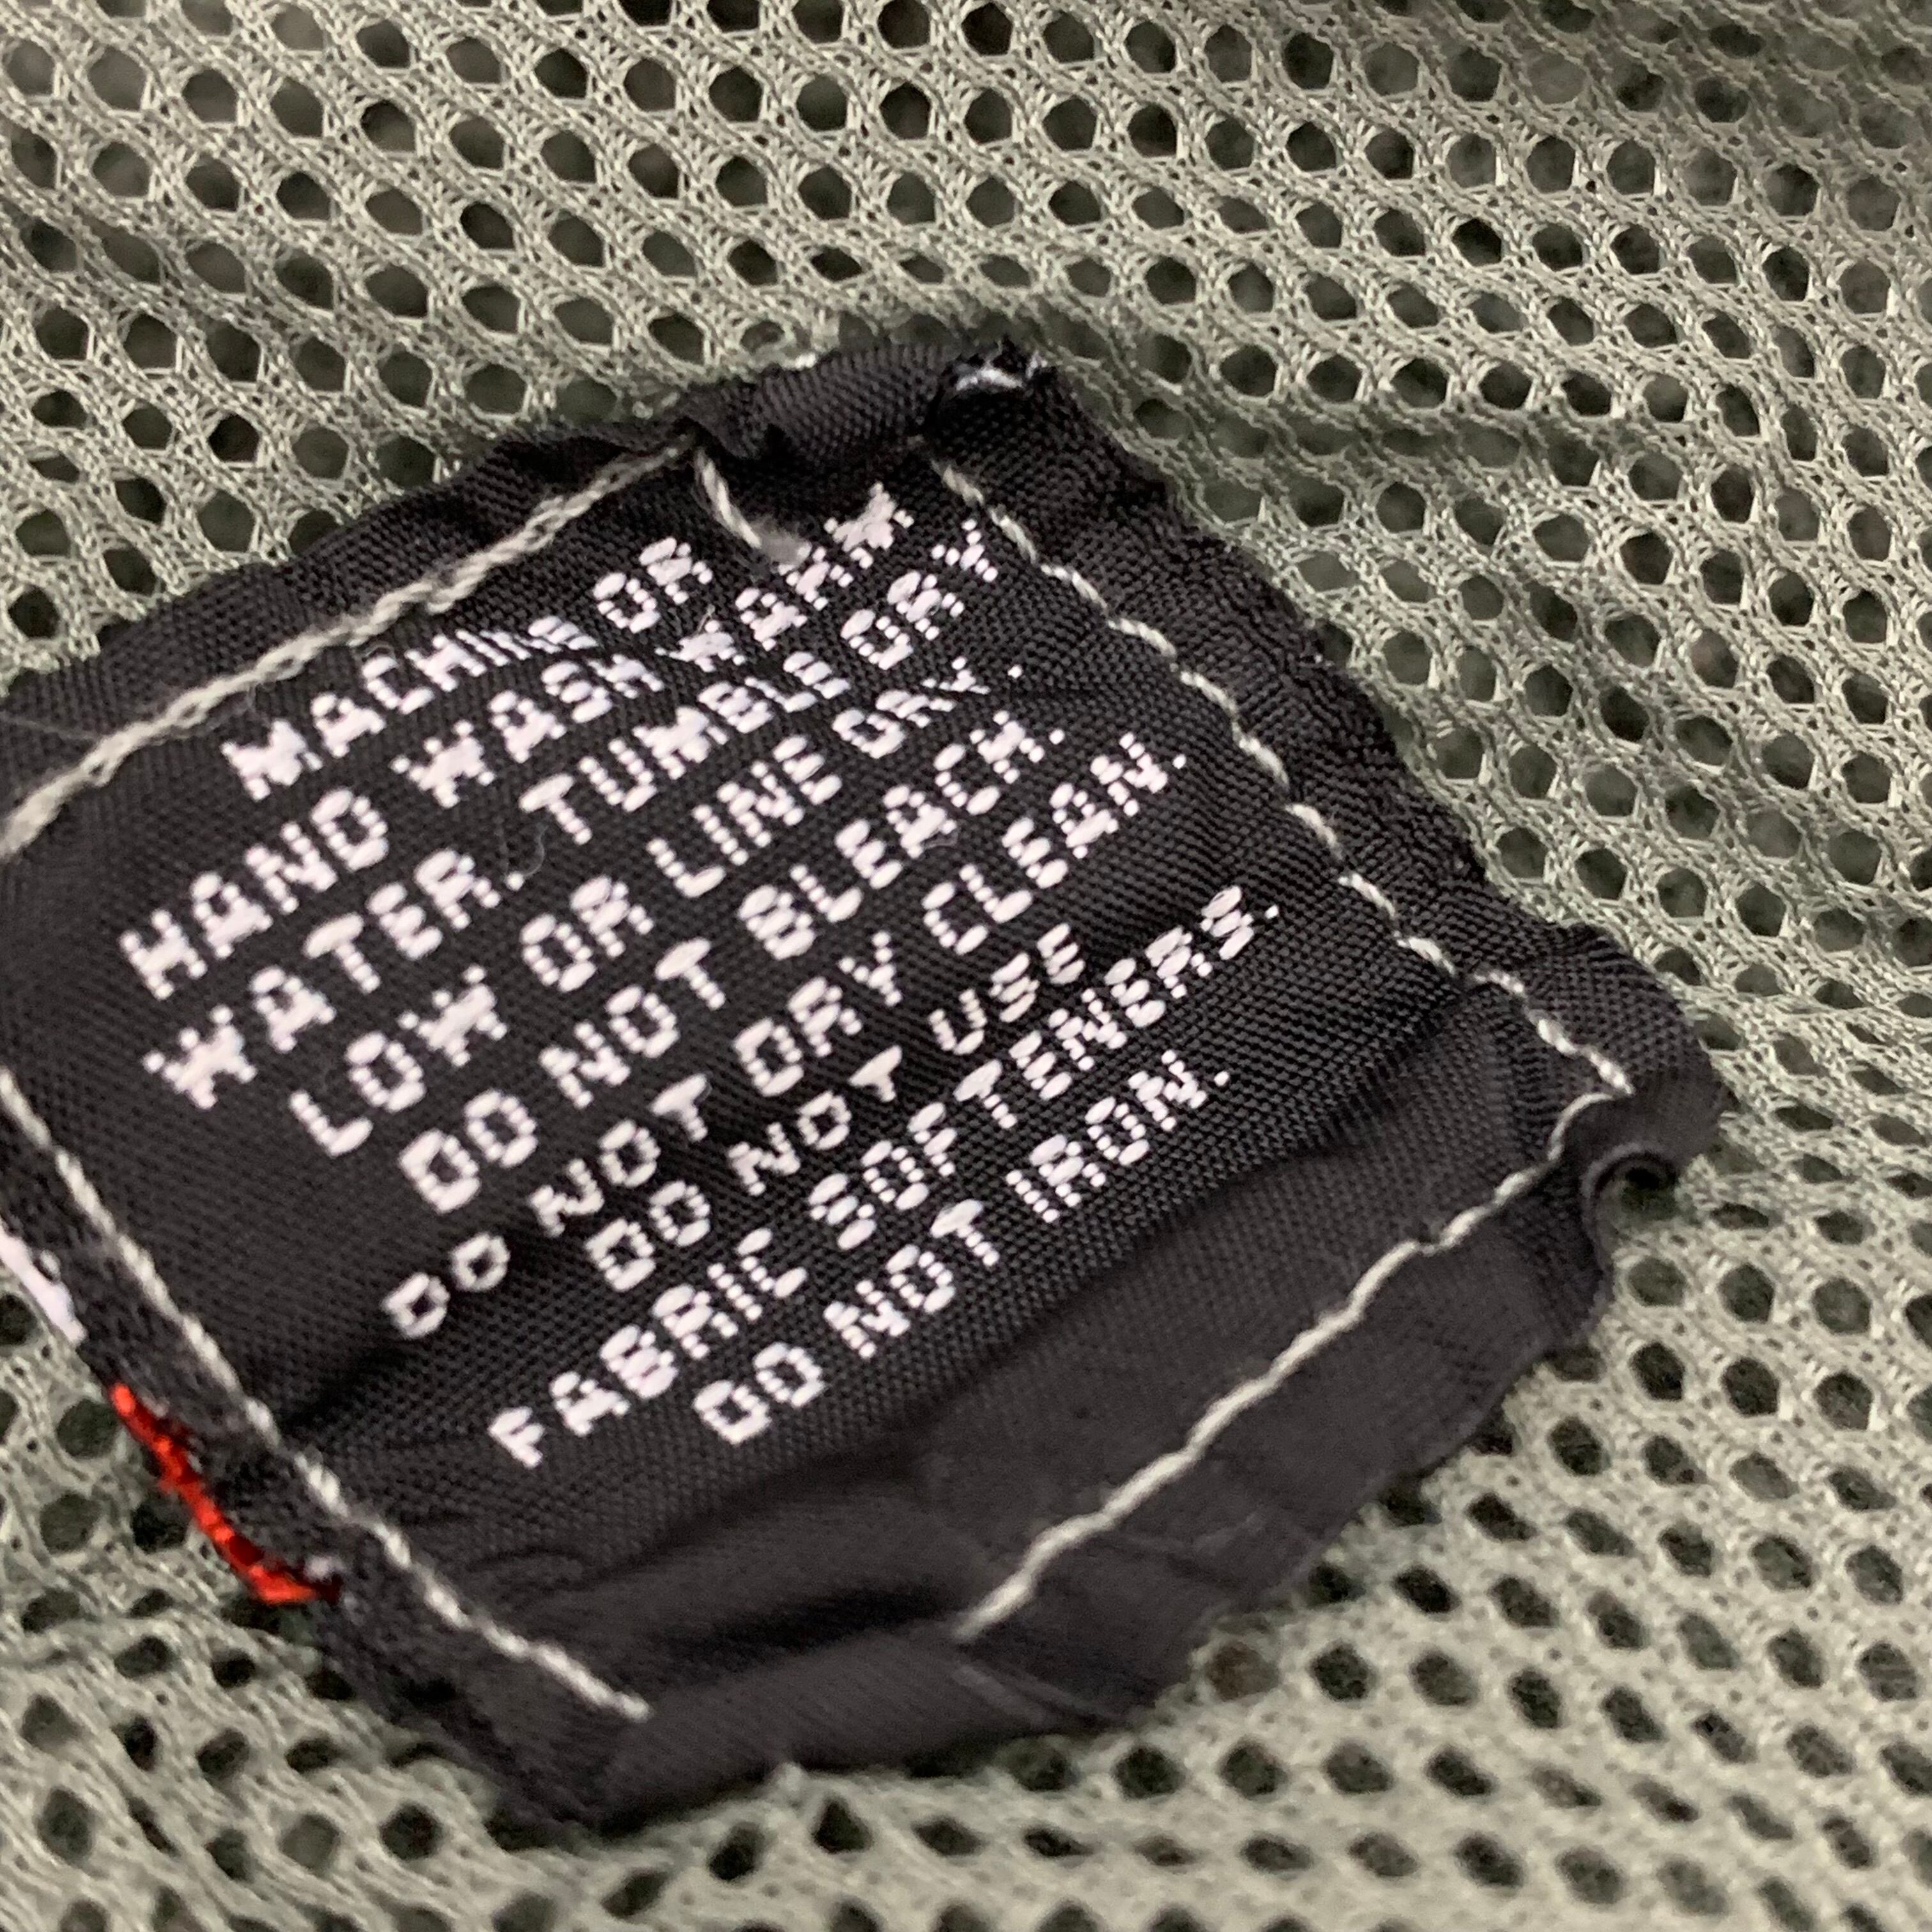 MACHINE OR
HAND WASH WARM
WATER. TUMBLE DRY
LOW OR LINE DRY.
DO NOT BLEACH.
DO NOT DRY CLEAN.
DO NOT USE
FABRIC SOFTENERS.
DO NOT IRON.